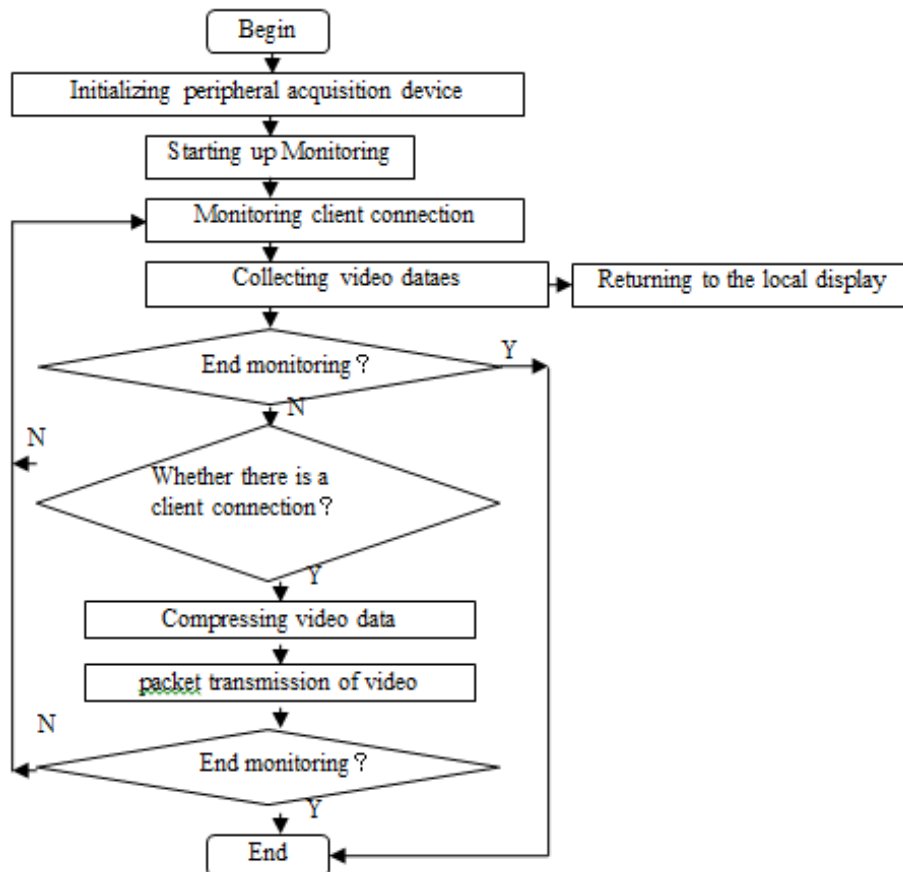 Begin
Initializing peripheral acquisition device
Starting up Monitoring
Monitoring client connection
Collecting video dataes
Returning to the local display
End monitoring？
Y
N
N
Whether there is a
client connection？
Y
Compressing video data
packet transmission of video
N
End monitoring？
Y
End